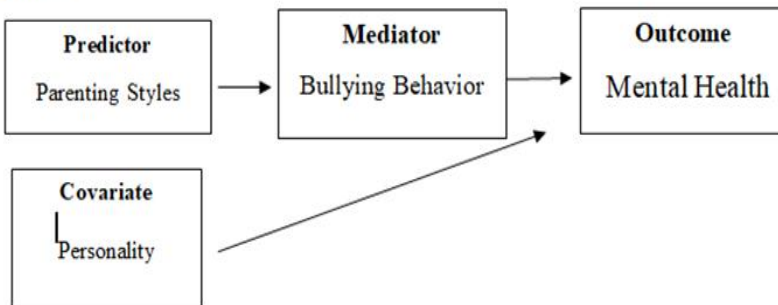 Predictor
Parenting Styles
Mediator
Bullying Behavior
Outcome
Mental Health
Covariate
Personality